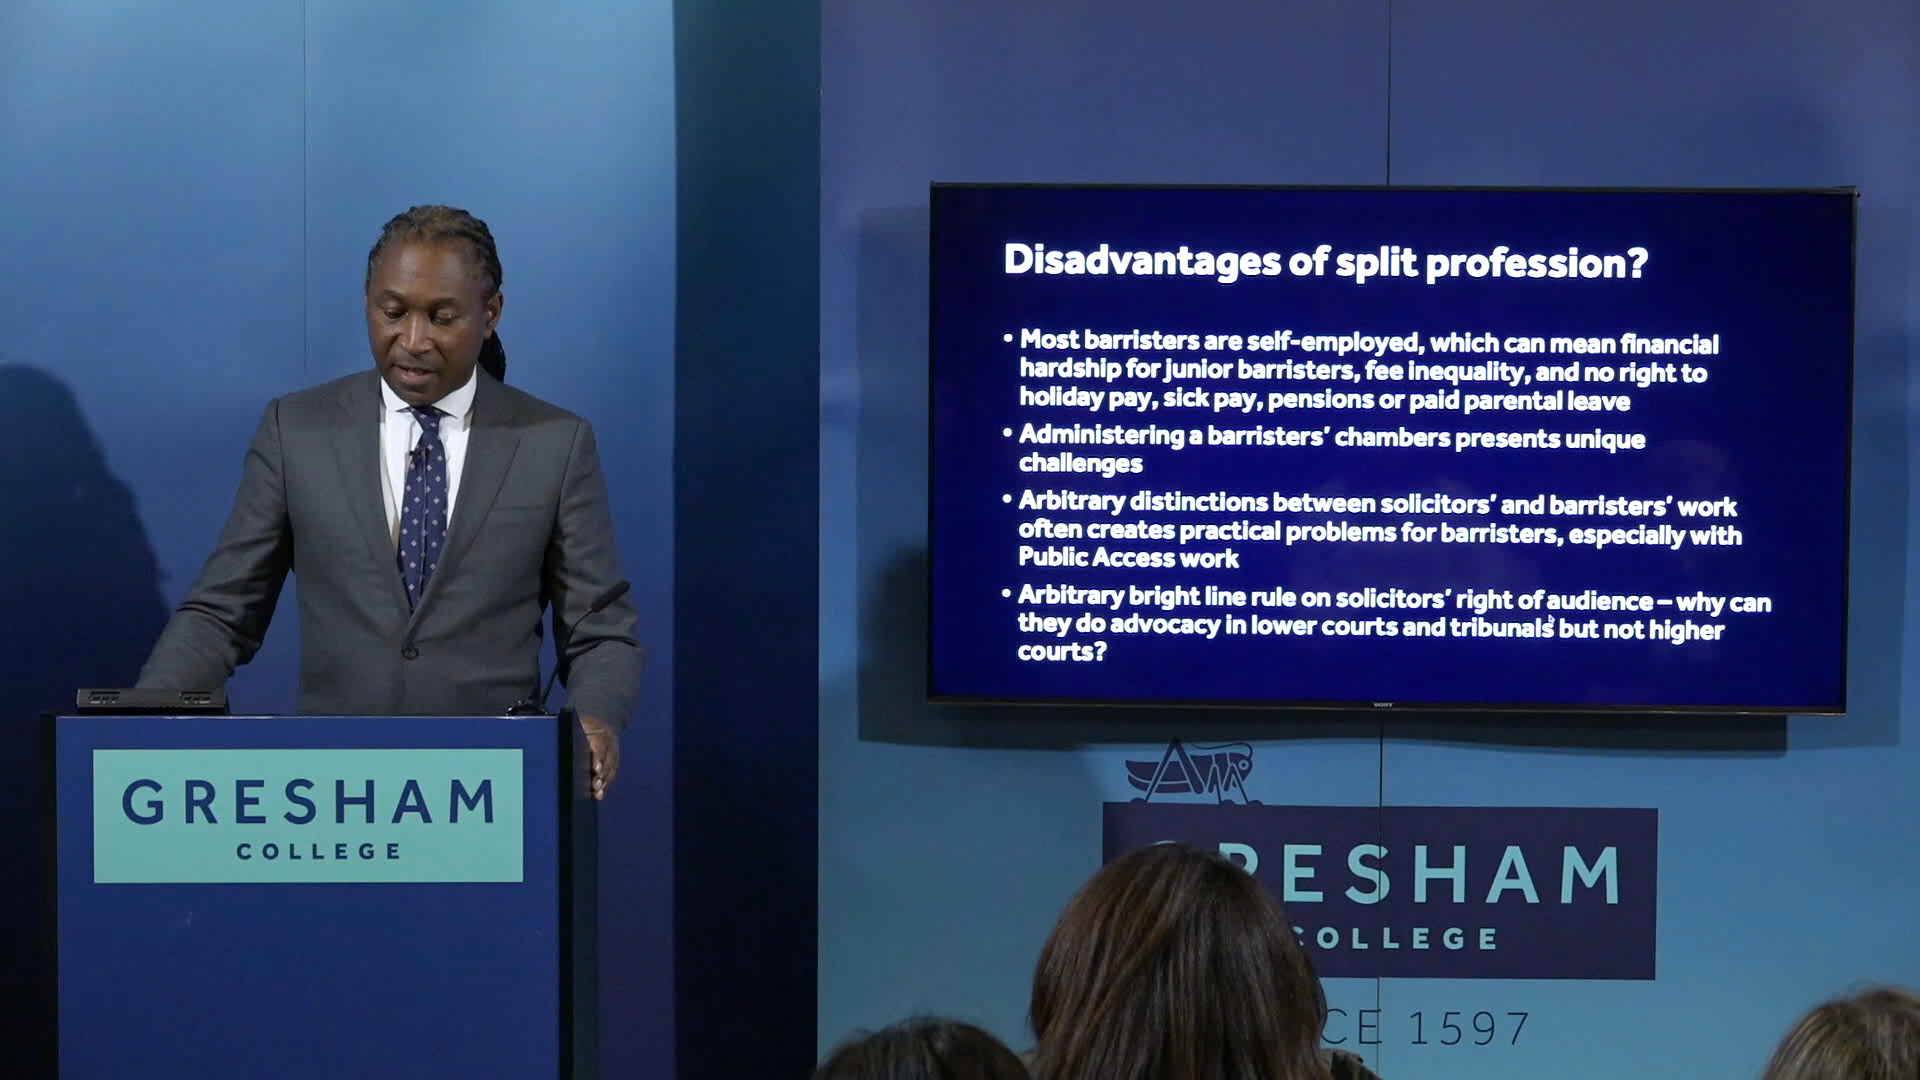 Disadvantages of split profession?
• Most barristers are self-employed, which can mean financial
hardship for junior barristers, fee inequality, and no right to
holiday pay, sick pay, pensions or paid parental leave
• Administering a barristers’ chambers presents unique
challenges
• Arbitrary distinctions between solicitors’ and barristers’ work
often creates practical problems for barristers, especially with
Public Access work
• Arbitrary bright line rule on solicitors’ right of audience – why can
they do advocacy in lower courts and tribunals but not higher
courts?
SONY
GRESHAM
COLLEGE
GRESHAM
COLLEGE
CE 1597